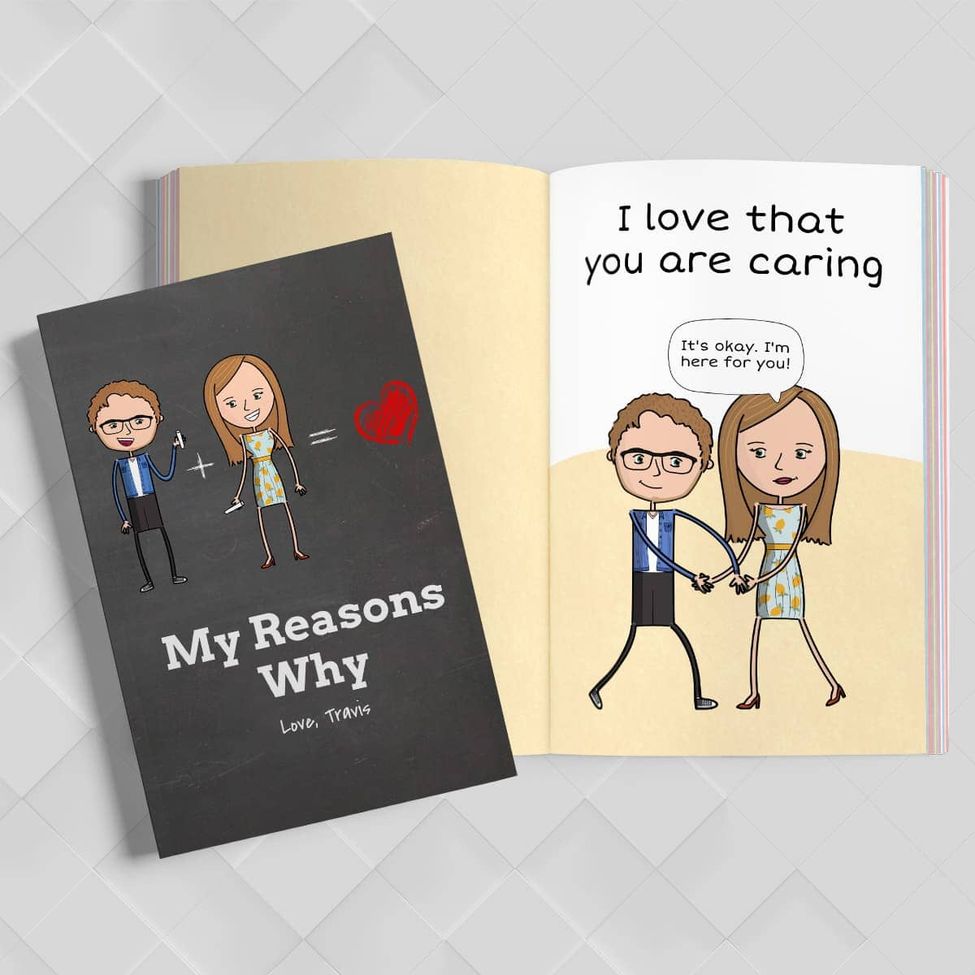 My Reasons
Why
Love, Travis
I love that
you are caring
It's okay. I'm
here for you!